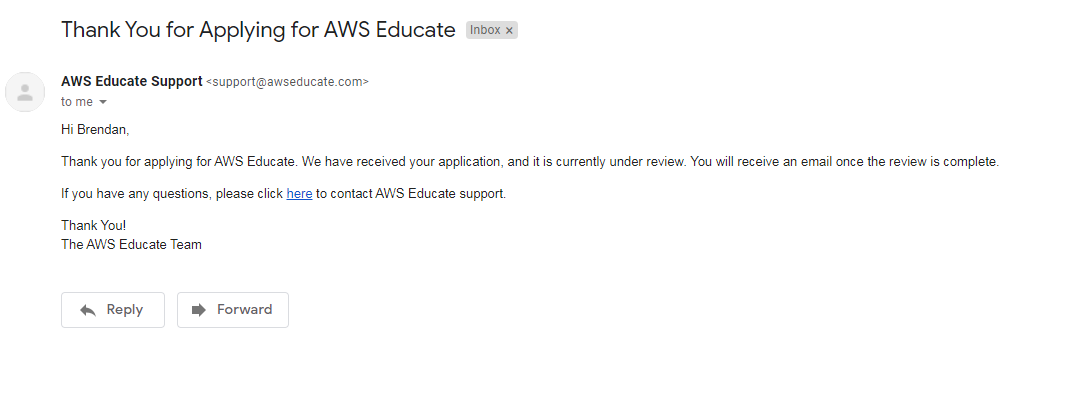 Thank You for Applying for AWS Educate Inbox x
AWS Educate Support <support@awseducate.com>
to me
Hi Brendan,
Thank you for applying for AWS Educate. We have received your application, and it is currently under review. You will receive an email once the review is complete.
If you have any questions, please click here to contact AWS Educate support.
Thank You!
The AWS Educate Team
Reply Forward